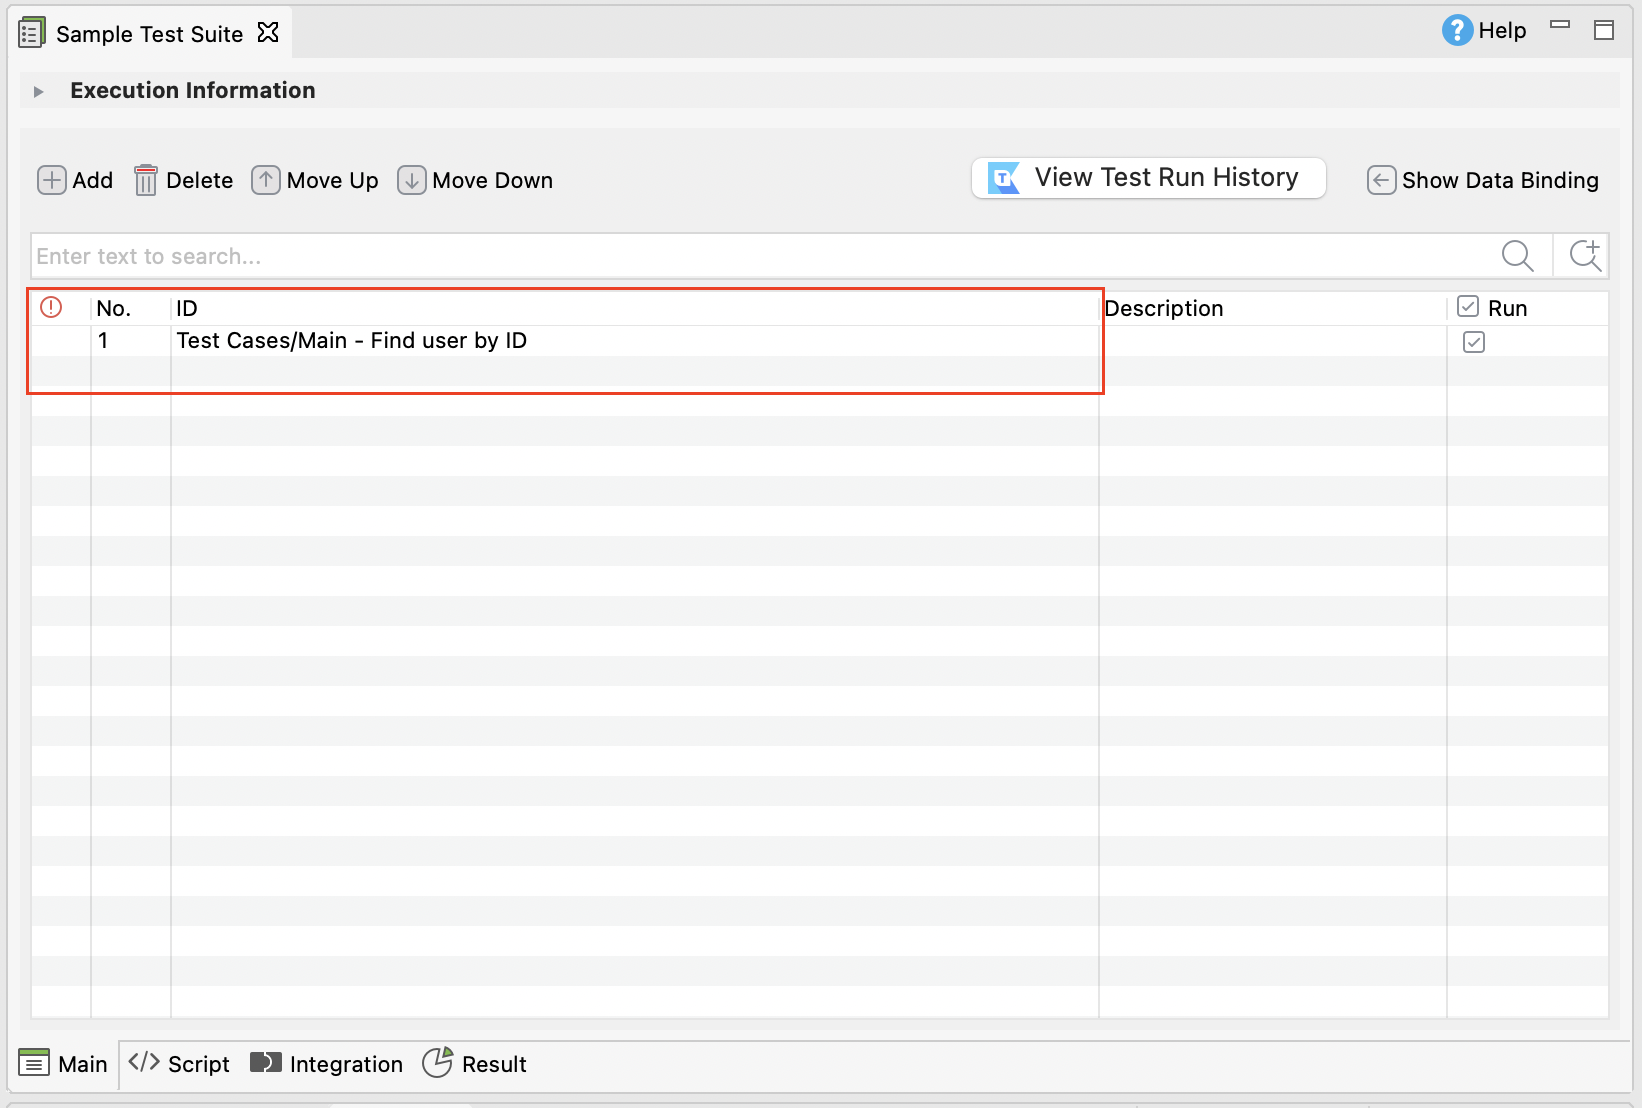 Sample Test Suite
Help
Execution Information
Add Delete Move Up Move Down View Test Run History Show Data Binding
Enter text to search...
No. ID Description Run
1 Test Cases/Main - Find user by ID
Main Script Integration Result